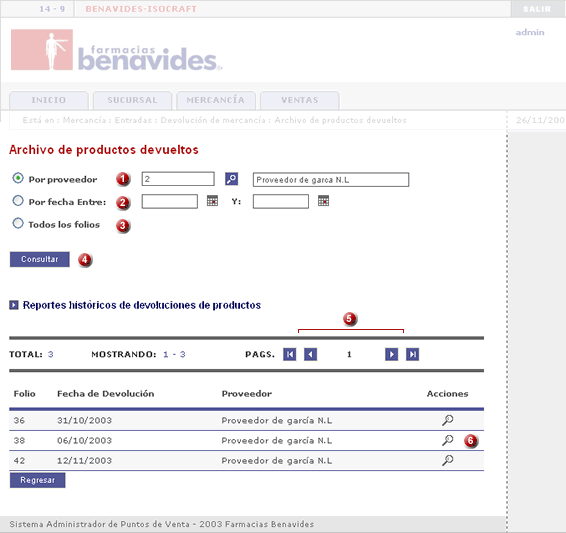 14 - 9 BENAVIDES-ISOCRAFT SALIR
admin
farmacias
benavides
INICIO SUCURSAL MERCANCÍA VENTAS
Está en : Mercancía : Entradas : Devolución de mercancía : Archivo de productos devueltos 26/11/200
Archivo de productos devueltos
Por proveedor 1 2 Proveedor de garca N.L
Por fecha Entre: 2 Y:
Todos los folios 3
Consultar 4
Reportes históricos de devoluciones de productos
5
TOTAL: 3 MOSTRANDO: 1 - 3 PAGS. 1
Folio Fecha de Devolución Proveedor Acciones
36 31/10/2003 Proveedor de garcía N.L
38 06/10/2003 Proveedor de garcía N.L 6
42 12/11/2003 Proveedor de garcía N.L
Regresar
Sistema Administrador de Puntos de Venta - 2003 Farmacias Benavides